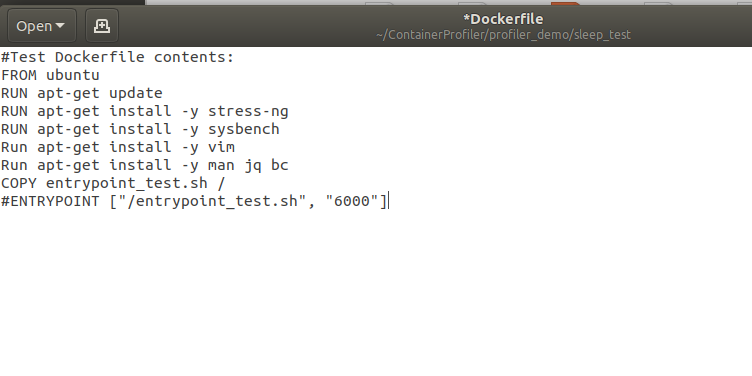 Open
*Dockerfile
~/ContainerProfiler/profiler_demo/sleep_test
#Test Dockerfile contents:
FROM ubuntu
RUN apt-get update
RUN apt-get install -y stress-ng
RUN apt-get install -y sysbench
Run apt-get install -y vim
Run apt-get install -y man jq bc
COPY entrypoint_test.sh /
#ENTRYPOINT ["/entrypoint_test.sh", "6000"]